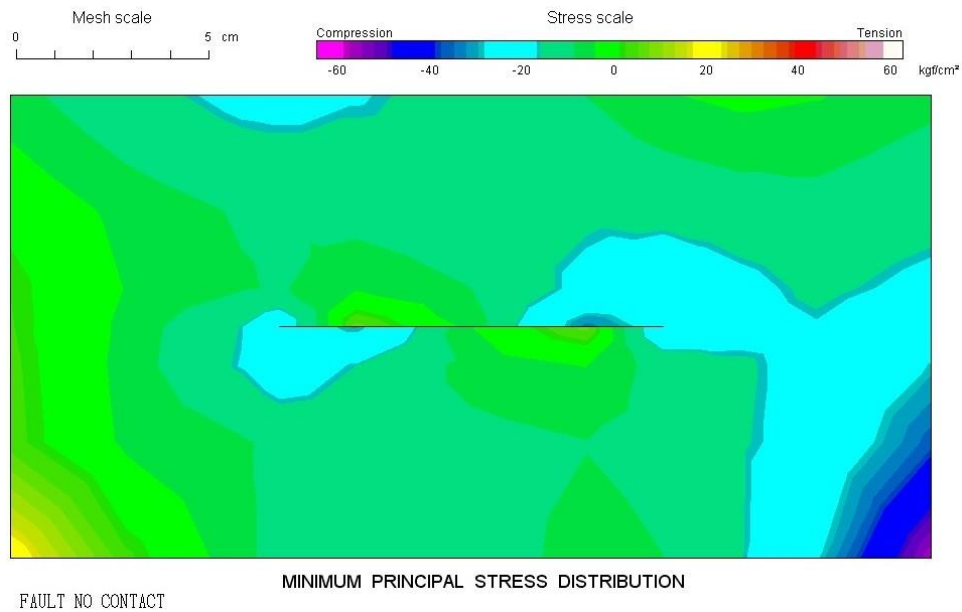 Mesh scale
Stress scale
0 5 cm
Compression Tension
-60 -40 -20 0 20 40 60 kgf/cm²
MINIMUM PRINCIPAL STRESS DISTRIBUTION
FAULT NO CONTACT